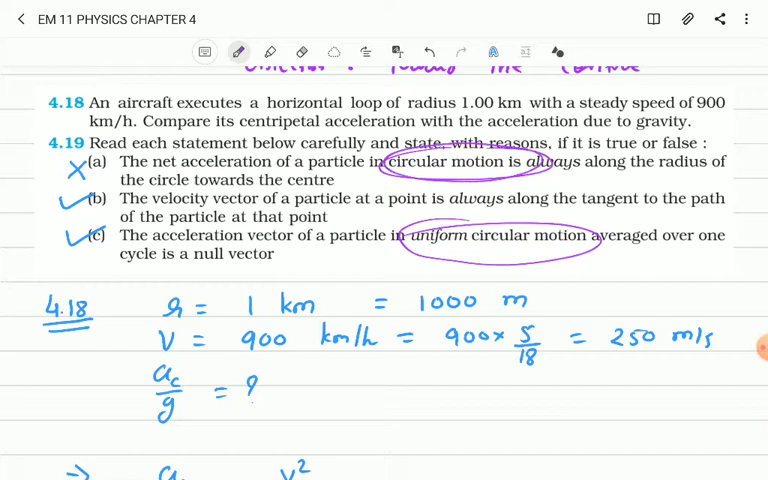 EM 11 PHYSICS CHAPTER 4
towards the centre
4.18 An aircraft executes a horizontal loop of radius 1.00 km with a steady speed of 900
km/h. Compare its centripetal acceleration with the acceleration due to gravity.
4.19 Read each statement below carefully and state, with reasons, if it is true or false :
(a) The net acceleration of a particle in circular motion is always along the radius of
the circle towards the centre
(b) The velocity vector of a particle at a point is always along the tangent to the path
of the particle at that point
(c) The acceleration vector of a particle in uniform circular motion averaged over one
cycle is a null vector
4.18 r = 1 km = 1000 m
v = 900 km/h = 900 × 5/18 = 250 m/s
ac/g = ?
⇒ ac v²